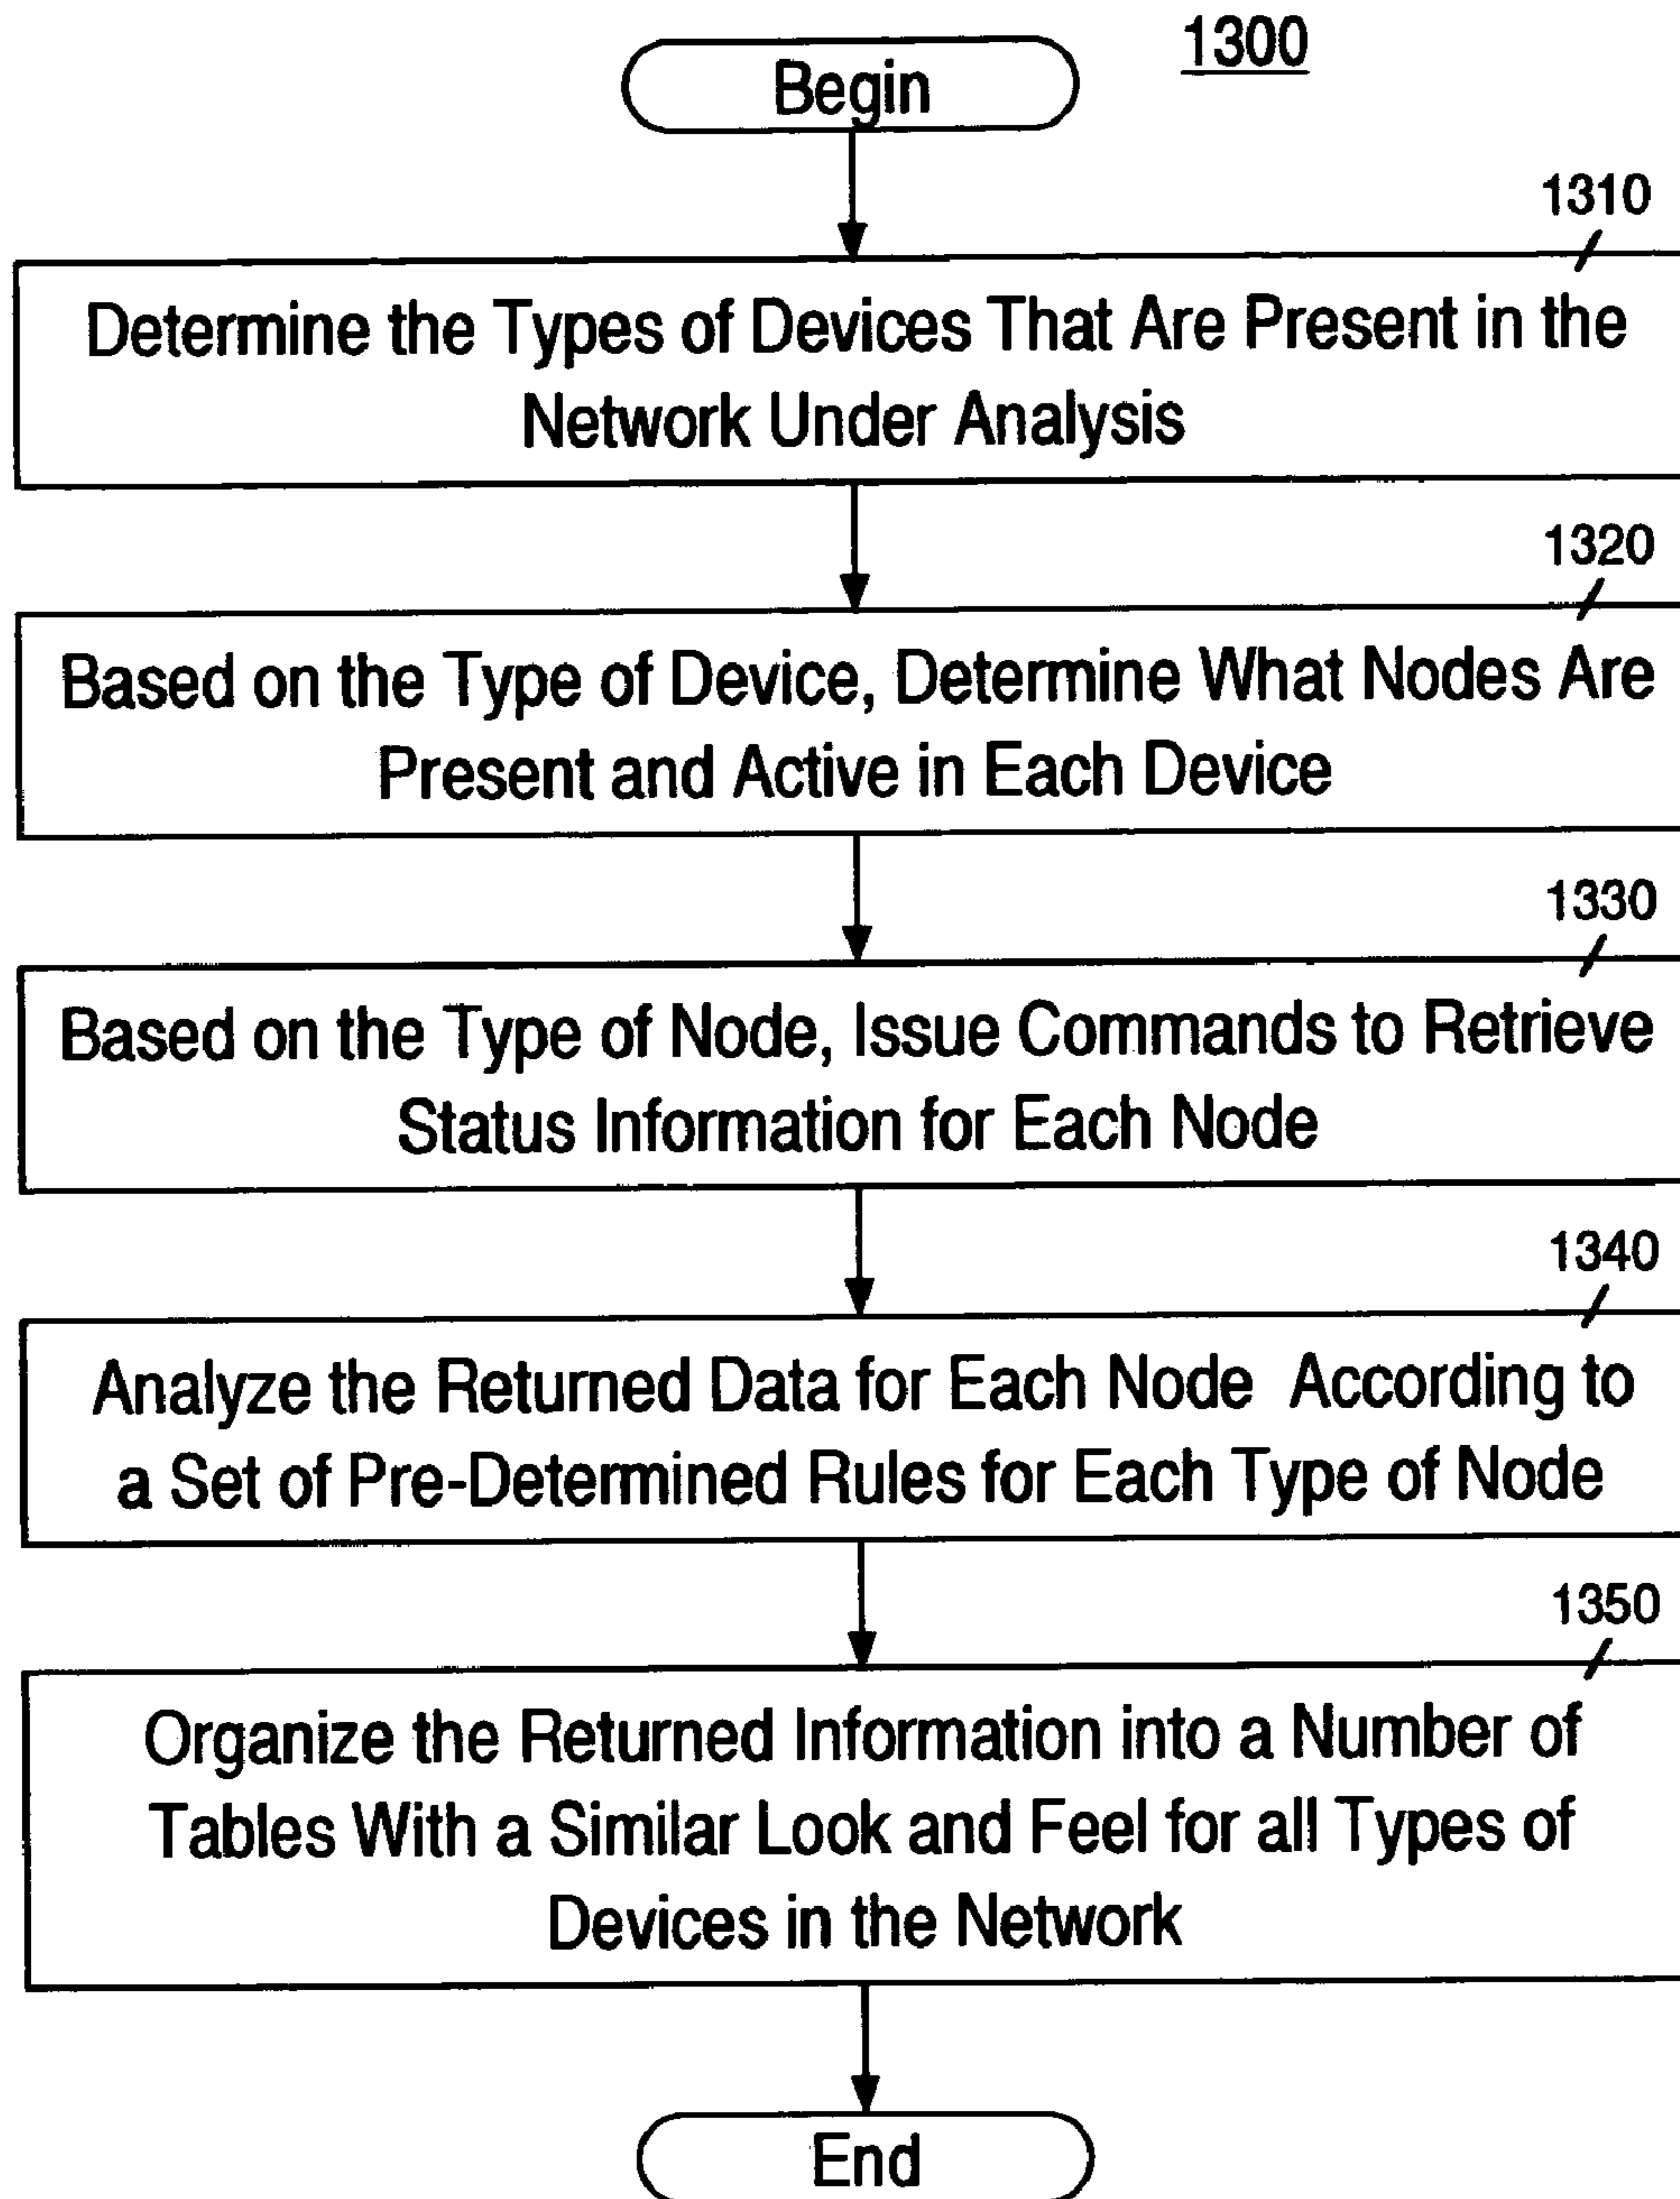 1300
Begin
1310
Determine the Types of Devices That Are Present in the
Network Under Analysis
1320
Based on the Type of Device, Determine What Nodes Are
Present and Active in Each Device
1330
Based on the Type of Node, Issue Commands to Retrieve
Status Information for Each Node
1340
Analyze the Returned Data for Each Node According to
a Set of Pre-Determined Rules for Each Type of Node
1350
Organize the Returned Information into a Number of
Tables With a Similar Look and Feel for all Types of
Devices in the Network
End